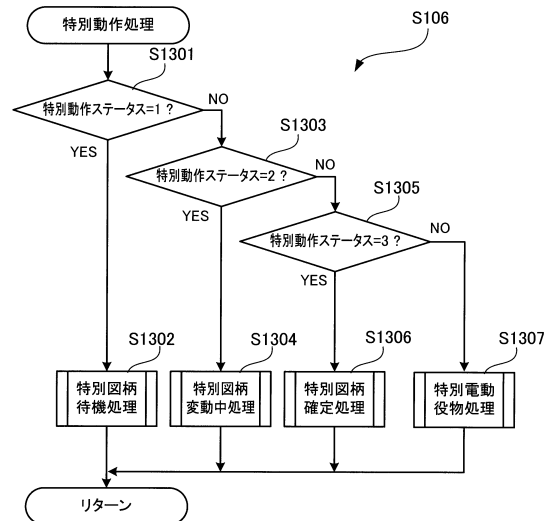 特別動作処理
S106
S1301
特別動作ステータス=1 ?
NO
YES
S1303
特別動作ステータス=2 ?
NO
YES
S1305
特別動作ステータス=3 ?
NO
YES
S1302
特別図柄
待機処理
S1304
特別図柄
変動中処理
S1306
特別図柄
確定処理
S1307
特別電動
役物処理
リターン